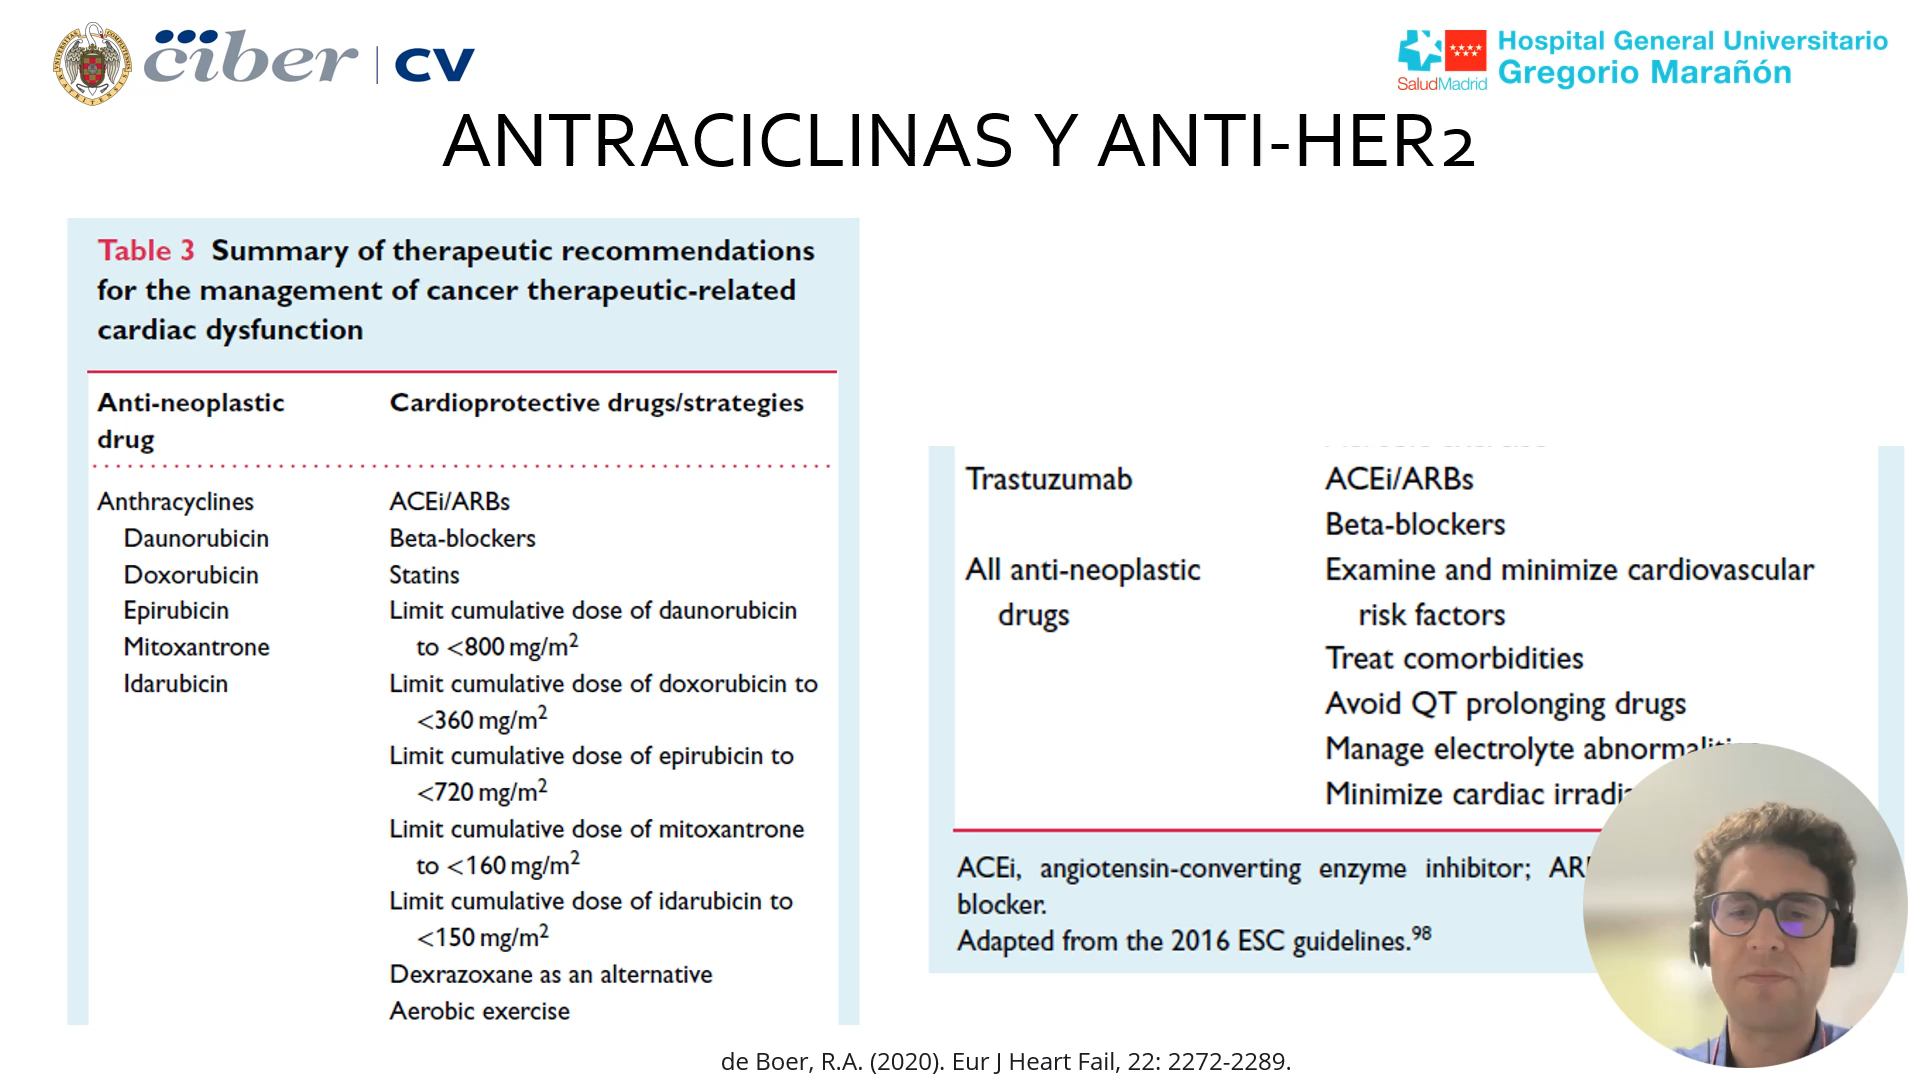 ciber | CV
SaludMadrid
Hospital General Universitario
Gregorio Marañón
ANTRACICLINAS Y ANTI-HER2
Table 3 Summary of therapeutic recommendations
for the management of cancer therapeutic-related
cardiac dysfunction
Anti-neoplastic Cardioprotective drugs/strategies
drug
Anthracyclines ACEi/ARBs
Daunorubicin Beta-blockers
Doxorubicin Statins
Epirubicin Limit cumulative dose of daunorubicin
Mitoxantrone to <800 mg/m²
Idarubicin Limit cumulative dose of doxorubicin to
<360 mg/m²
Limit cumulative dose of epirubicin to
<720 mg/m²
Limit cumulative dose of mitoxantrone
to <160 mg/m²
Limit cumulative dose of idarubicin to
<150 mg/m²
Dexrazoxane as an alternative
Aerobic exercise
Trastuzumab ACEi/ARBs
Beta-blockers
All anti-neoplastic Examine and minimize cardiovascular
drugs risk factors
Treat comorbidities
Avoid QT prolonging drugs
Manage electrolyte
Minimize cardiac
ACEi, angiotensin-converting enzyme inhibitor;
blocker.
Adapted from the 2016 ESC guidelines.⁹⁸
de Boer, R.A. (2020). Eur J Heart Fail, 22: 2272-2289.